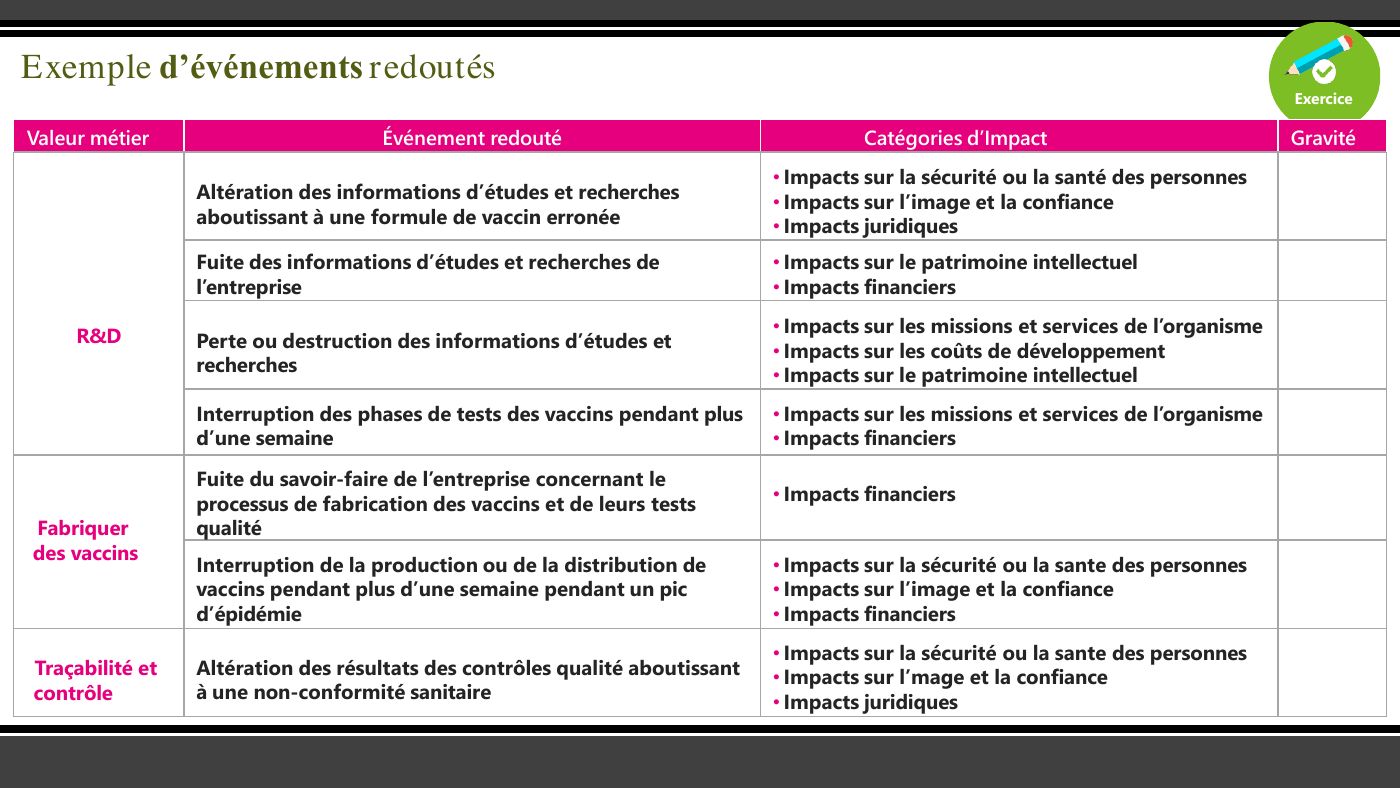 Exemple d’événements redoutés
Exercice
Valeur métier
Événement redouté
Catégories d’Impact
Gravité
R&D
Altération des informations d’études et recherches
aboutissant à une formule de vaccin erronée
• Impacts sur la sécurité ou la santé des personnes
• Impacts sur l’image et la confiance
• Impacts juridiques
Fuite des informations d’études et recherches de
l’entreprise
• Impacts sur le patrimoine intellectuel
• Impacts financiers
Perte ou destruction des informations d’études et
recherches
• Impacts sur les missions et services de l’organisme
• Impacts sur les coûts de développement
• Impacts sur le patrimoine intellectuel
Interruption des phases de tests des vaccins pendant plus
d’une semaine
• Impacts sur les missions et services de l’organisme
• Impacts financiers
Fabriquer
des vaccins
Fuite du savoir-faire de l’entreprise concernant le
processus de fabrication des vaccins et de leurs tests
qualité
• Impacts financiers
Interruption de la production ou de la distribution de
vaccins pendant plus d’une semaine pendant un pic
d’épidémie
• Impacts sur la sécurité ou la sante des personnes
• Impacts sur l’image et la confiance
• Impacts financiers
Traçabilité et
contrôle
Altération des résultats des contrôles qualité aboutissant
à une non-conformité sanitaire
• Impacts sur la sécurité ou la sante des personnes
• Impacts sur l’mage et la confiance
• Impacts juridiques